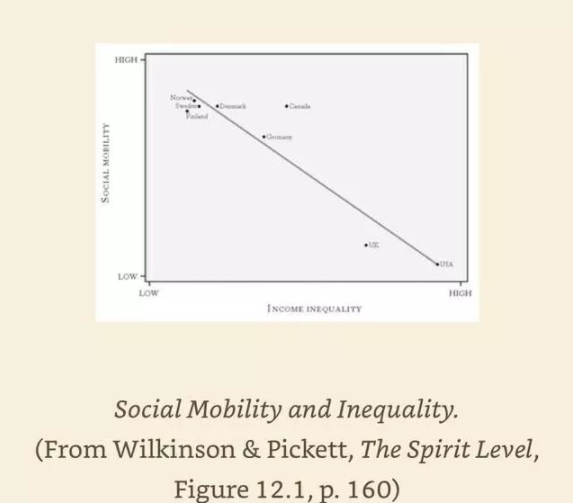 HIGH
Norway
Sweden
Denmark
Canada
Finland
Germany
SOCIAL MOBILITY
UK
USA
LOW
LOW
HIGH
INCOME INEQUALITY
Social Mobility and Inequality.
(From Wilkinson & Pickett, The Spirit Level,
Figure 12.1, p. 160)